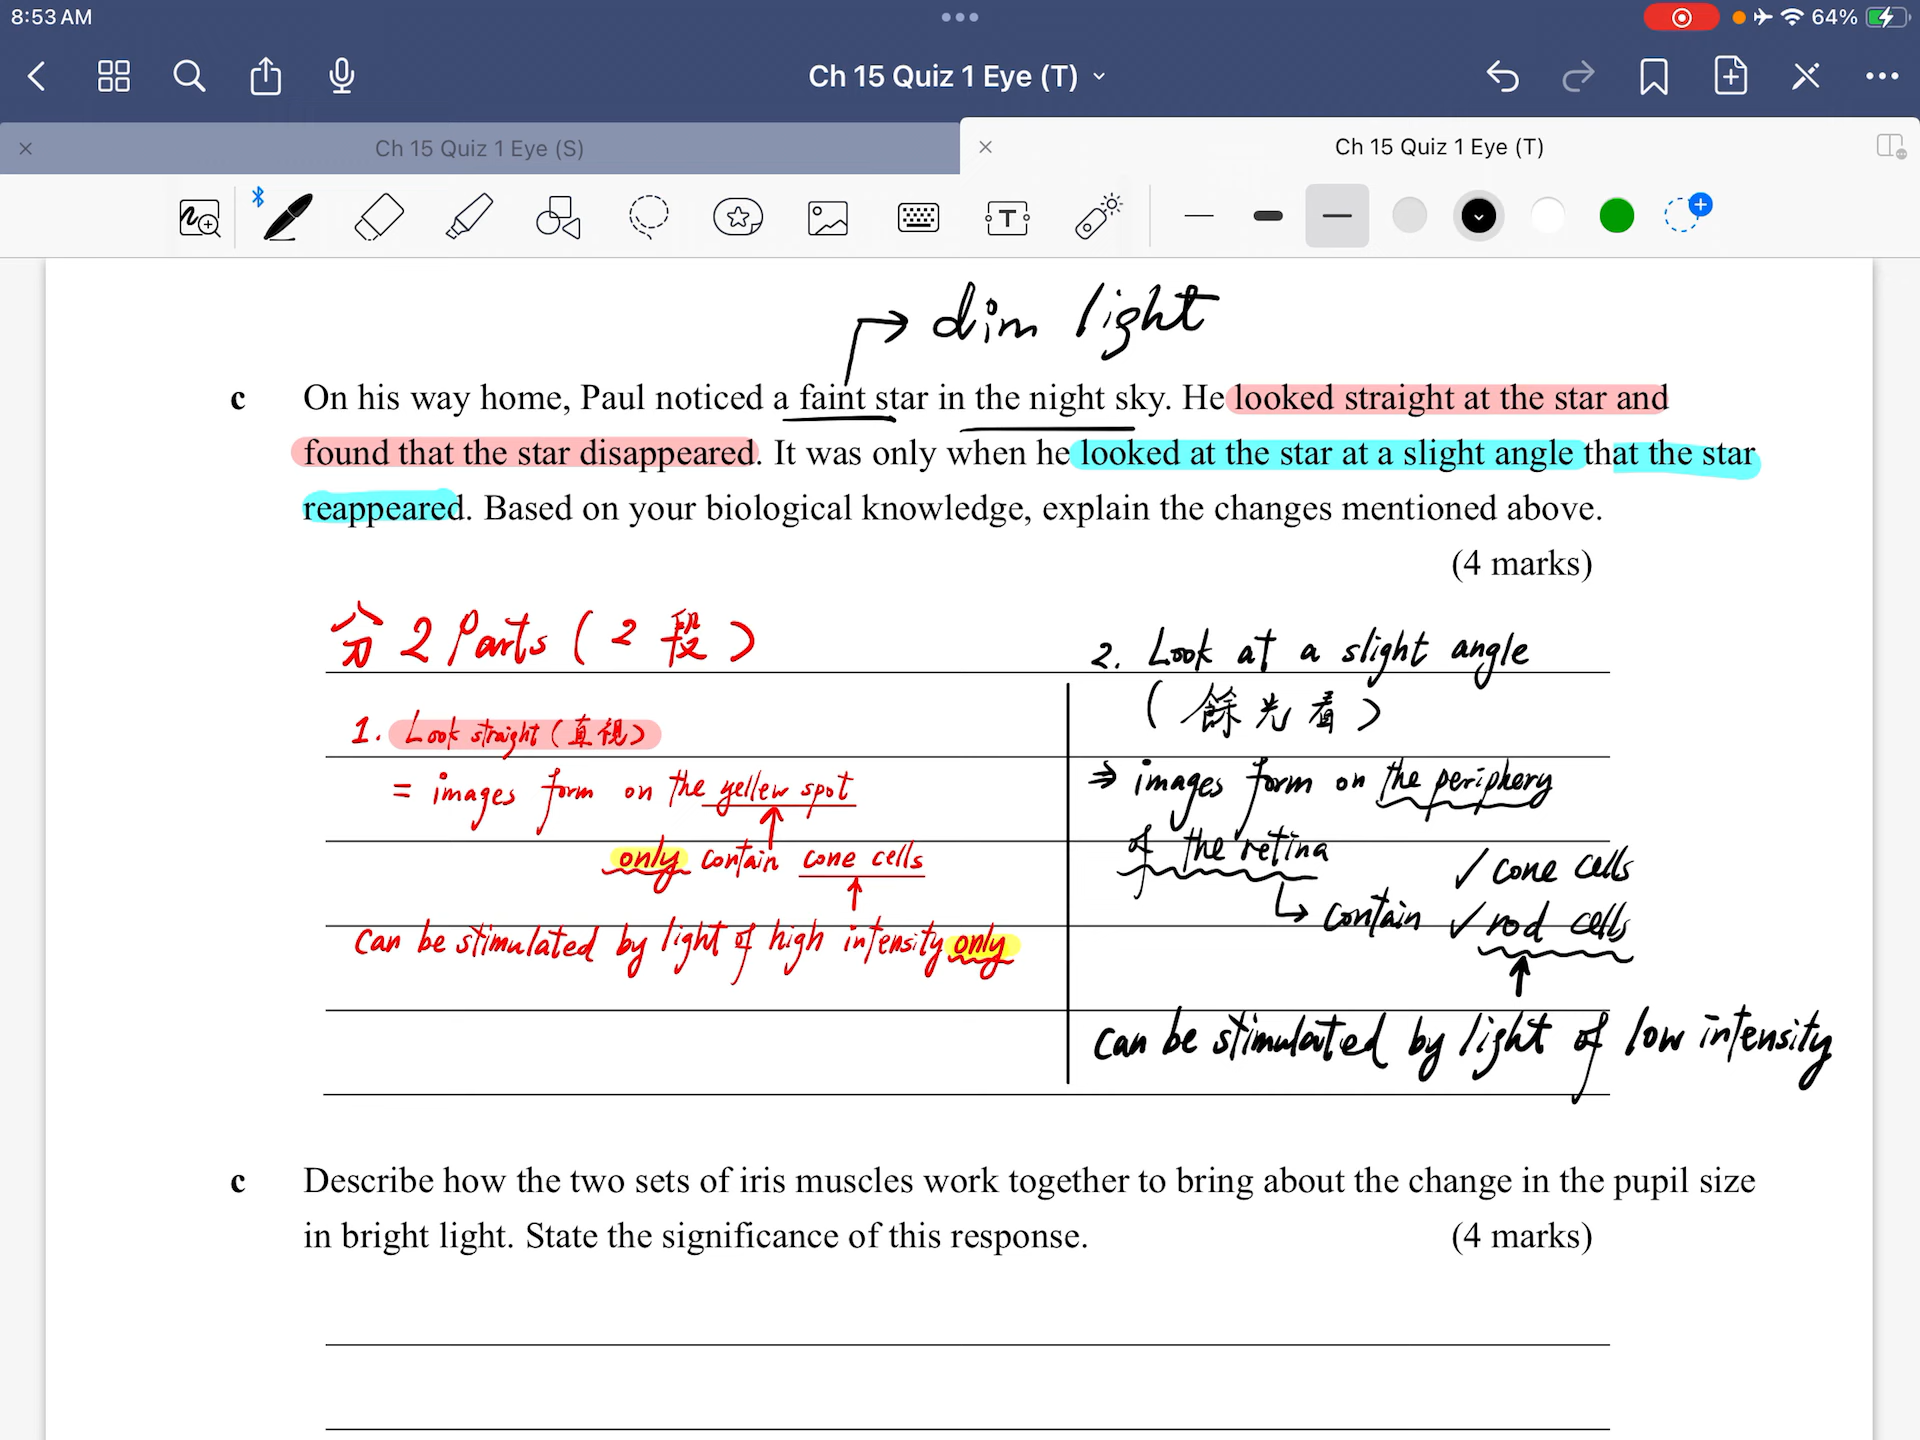 8:53 AM
64%
Ch 15 Quiz 1 Eye (T)
Ch 15 Quiz 1 Eye (S)
Ch 15 Quiz 1 Eye (T)
T
→ dim light
c On his way home, Paul noticed a faint star in the night sky. He looked straight at the star and
found that the star disappeared. It was only when he looked at the star at a slight angle that the star
reappeared. Based on your biological knowledge, explain the changes mentioned above.
(4 marks)
分 2 Parts (2 段)
1. Look straight (直視)
= images form on the yellow spot
↑
only contain cone cells
↑
can be stimulated by light of high intensity only
2. Look at a slight angle
(餘光看)
⇒ images form on the periphery
of the retina
✓ cone cells
↳ contain ✓ rod cells
↑
can be stimulated by light of low intensity
c Describe how the two sets of iris muscles work together to bring about the change in the pupil size
in bright light. State the significance of this response.
(4 marks)